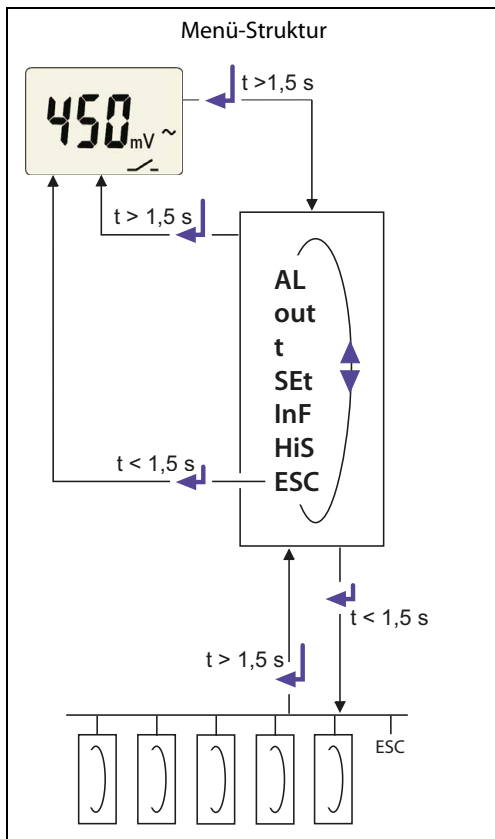 Menü-Struktur
t >1,5 s
450 mV ~
t > 1,5 s
AL
out
t
SEt
InF
HiS
t < 1,5 s
ESC
t < 1,5 s
t > 1,5 s
ESC